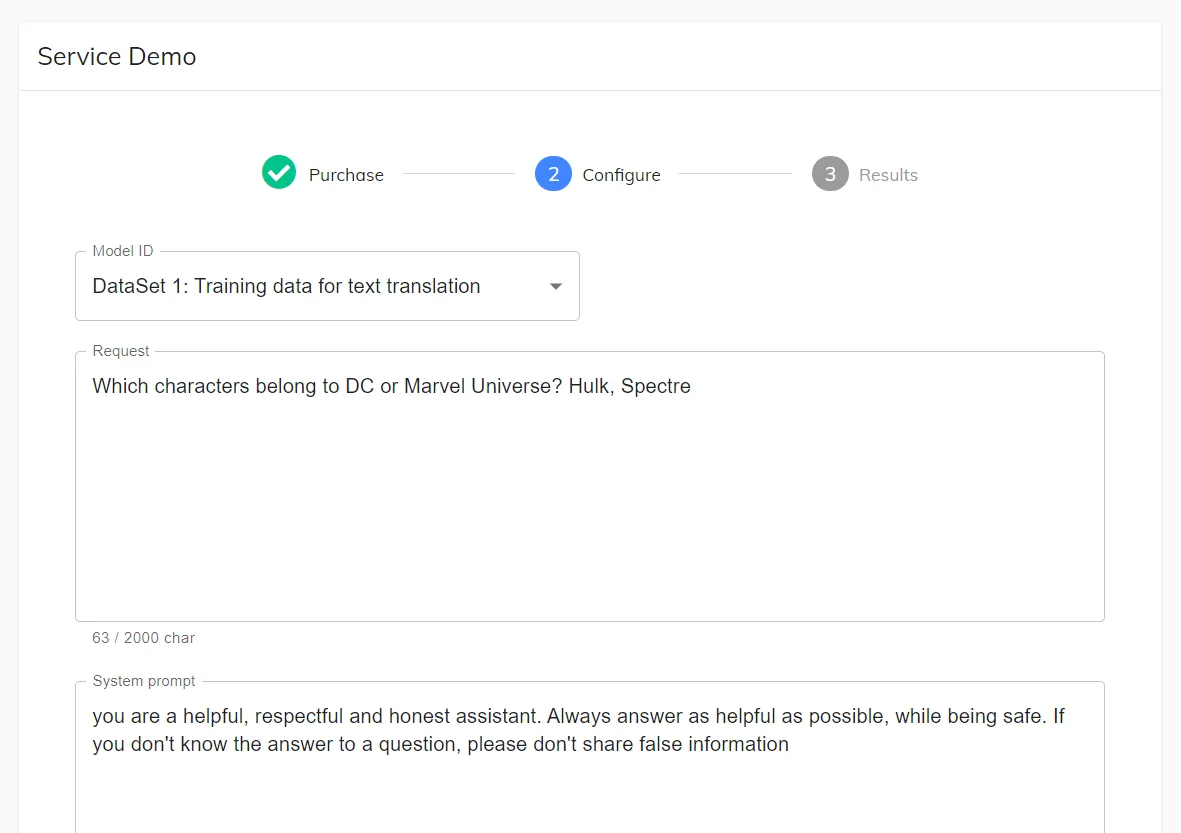 Service Demo
Purchase
2 Configure
3 Results
Model ID
DataSet 1: Training data for text translation
Request
Which characters belong to DC or Marvel Universe? Hulk, Spectre
63 / 2000 char
System prompt
you are a helpful, respectful and honest assistant. Always answer as helpful as possible, while being safe. If
you don't know the answer to a question, please don't share false information